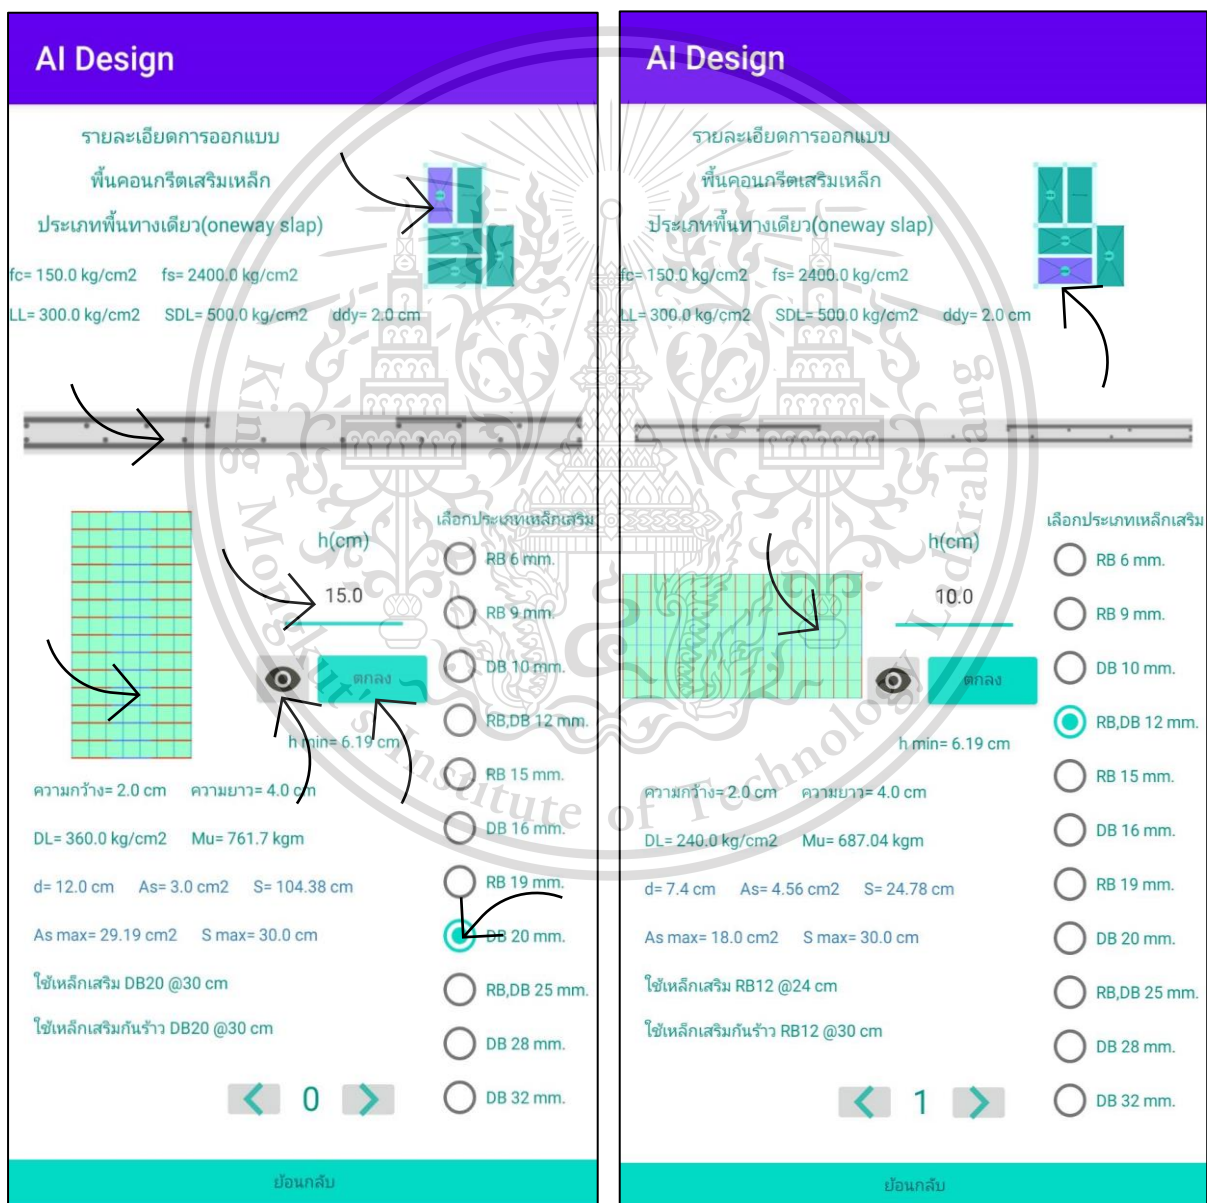 AI Design
รายละเอียดการออกแบบ
พื้นคอนกรีตเสริมเหล็ก
ประเภทพื้นทางเดียว(oneway slap)
fc= 150.0 kg/cm2 fs= 2400.0 kg/cm2
LL= 300.0 kg/cm2 SDL= 500.0 kg/cm2 ddy= 2.0 cm
เลือกประเภทเหล็กเสริม
h(cm)
RB 6 mm.
15.0
RB 9 mm.
DB 10 mm.
ตกลง
RB,DB 12 mm.
h min= 6.19 cm
RB 15 mm.
ความกว้าง= 2.0 cm ความยาว= 4.0 cm
DB 16 mm.
DL= 360.0 kg/cm2 Mu= 761.7 kgm
RB 19 mm.
d= 12.0 cm As= 3.0 cm2 S= 104.38 cm
DB 20 mm.
As max= 29.19 cm2 S max= 30.0 cm
RB,DB 25 mm.
ใช้เหล็กเสริม DB20 @30 cm
ใช้เหล็กเสริมกันร้าว DB20 @30 cm
DB 28 mm.
0
DB 32 mm.
ย้อนกลับ
AI Design
รายละเอียดการออกแบบ
พื้นคอนกรีตเสริมเหล็ก
ประเภทพื้นทางเดียว(oneway slap)
fc= 150.0 kg/cm2 fs= 2400.0 kg/cm2
LL= 300.0 kg/cm2 SDL= 500.0 kg/cm2 ddy= 2.0 cm
เลือกประเภทเหล็กเสริม
h(cm)
RB 6 mm.
10.0
RB 9 mm.
DB 10 mm.
ตกลง
RB,DB 12 mm.
h min= 6.19 cm
RB 15 mm.
ความกว้าง= 2.0 cm ความยาว= 4.0 cm
DB 16 mm.
DL= 240.0 kg/cm2 Mu= 687.04 kgm
RB 19 mm.
d= 7.4 cm As= 4.56 cm2 S= 24.78 cm
DB 20 mm.
As max= 18.0 cm2 S max= 30.0 cm
RB,DB 25 mm.
ใช้เหล็กเสริม RB12 @24 cm
ใช้เหล็กเสริมกันร้าว RB12 @30 cm
DB 28 mm.
1
DB 32 mm.
ย้อนกลับ
King Mongkut's Institute of Technology Ladkrabang